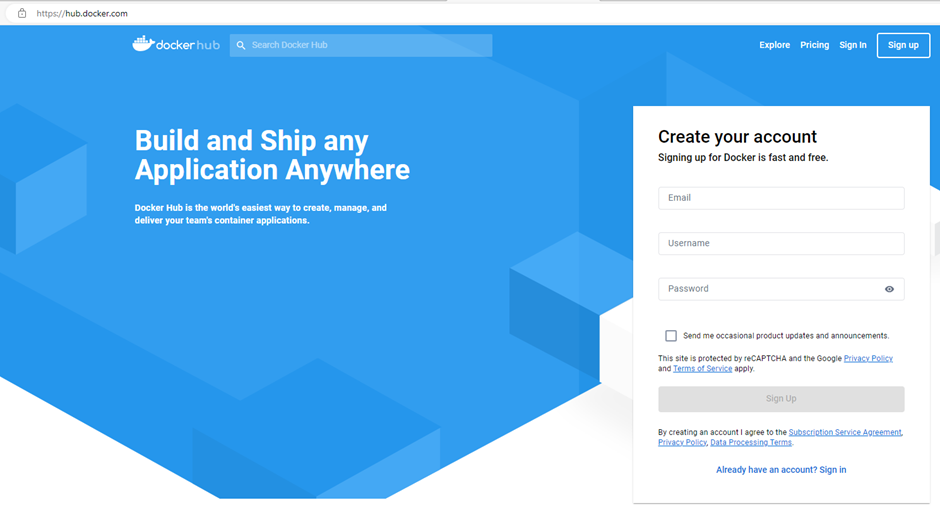 https://hub.docker.com
docker hub
Search Docker Hub
Explore
Pricing
Sign In
Sign up
Build and Ship any
Application Anywhere
Docker Hub is the world's easiest way to create, manage, and
deliver your team's container applications.
Create your account
Signing up for Docker is fast and free.
Email
Username
Password
Send me occasional product updates and announcements.
This site is protected by reCAPTCHA and the Google Privacy Policy
and Terms of Service apply.
Sign Up
By creating an account I agree to the Subscription Service Agreement,
Privacy Policy, Data Processing Terms.
Already have an account? Sign in